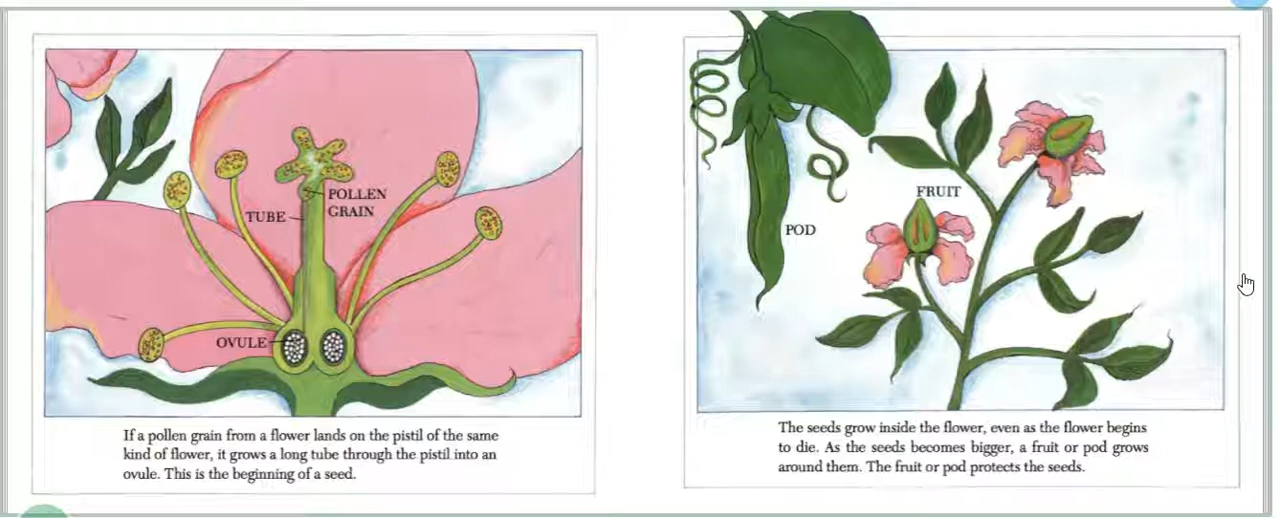 POLLEN
GRAIN
TUBE
OVULE
If a pollen grain from a flower lands on the pistil of the same
kind of flower, it grows a long tube through the pistil into an
ovule. This is the beginning of a seed.
POD
FRUIT
The seeds grow inside the flower, even as the flower begins
to die. As the seeds becomes bigger, a fruit or pod grows
around them. The fruit or pod protects the seeds.